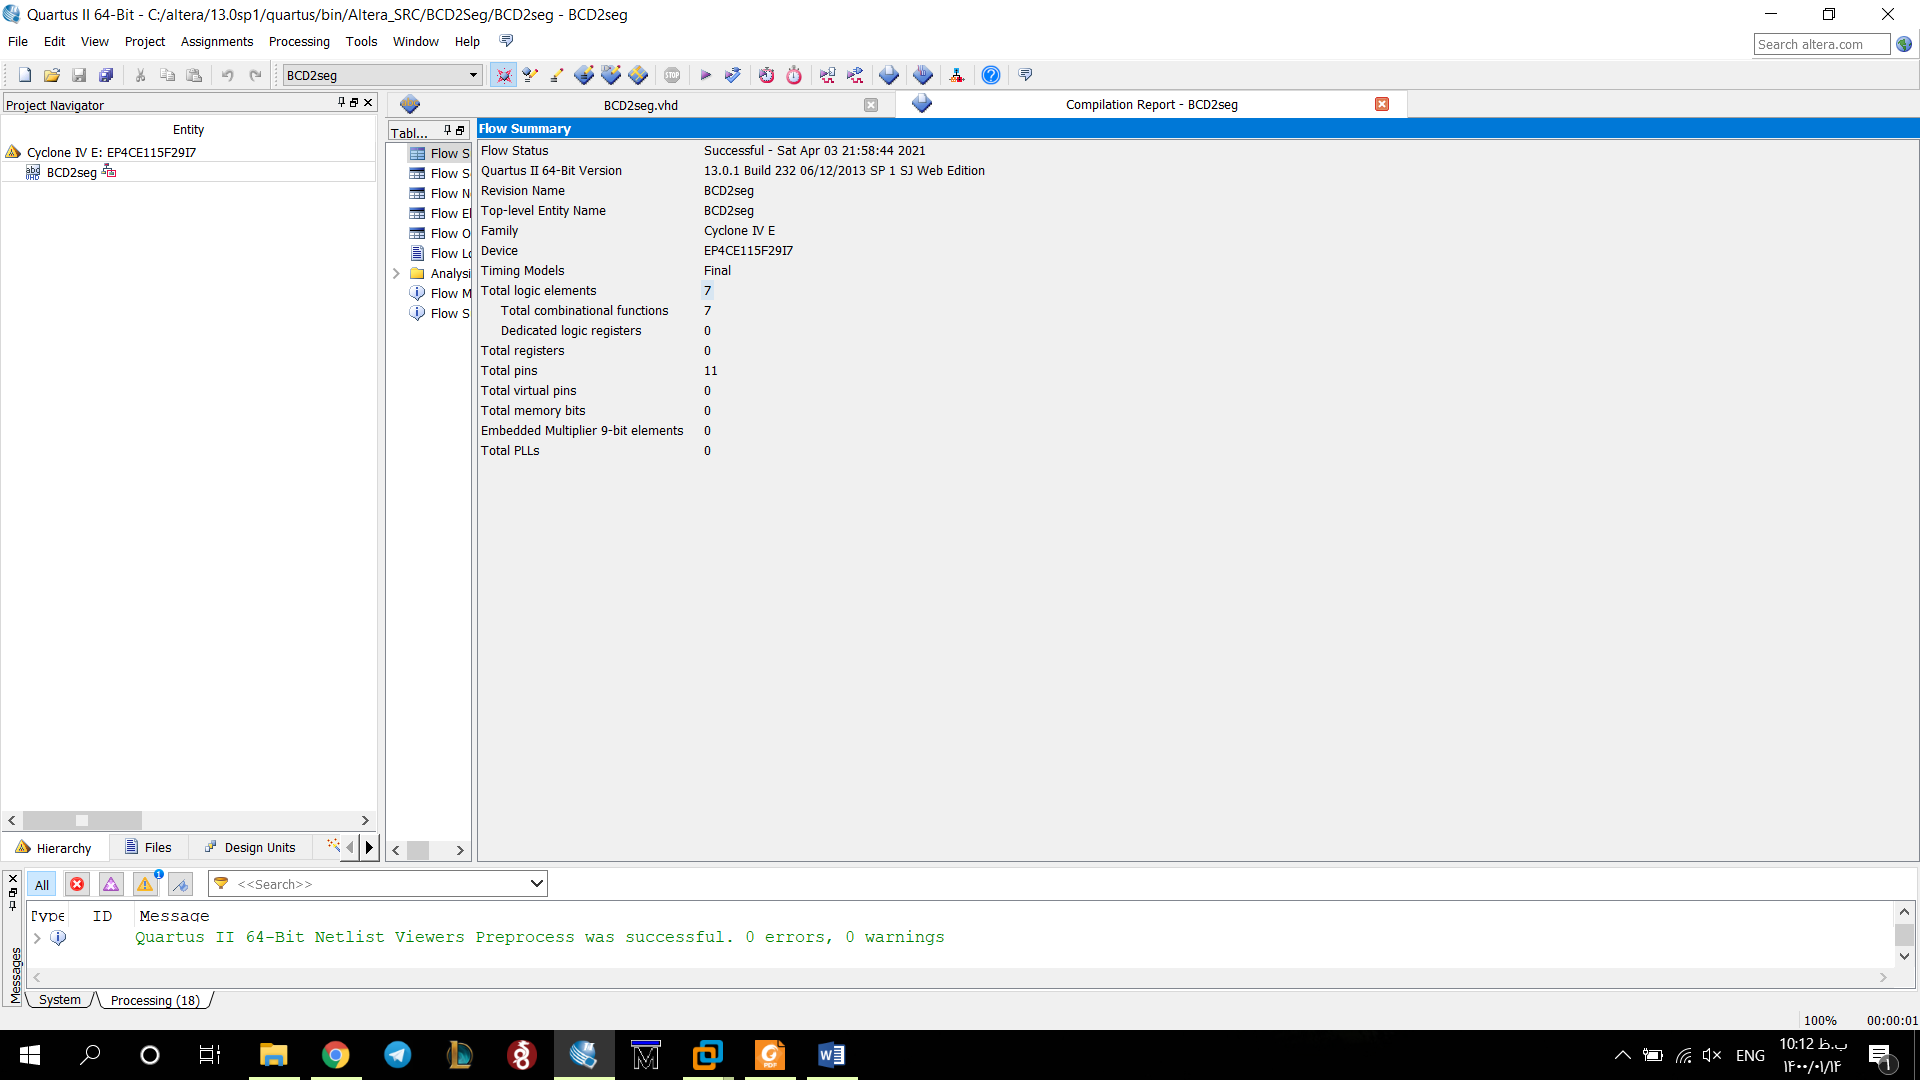 Quartus II 64-Bit - C:/altera/13.0sp1/quartus/bin/Altera_SRC/BCD2Seg/BCD2seg - BCD2seg
File Edit View Project Assignments Processing Tools Window Help
Search altera.com
BCD2seg
STOP
Project Navigator
BCD2seg.vhd
Compilation Report - BCD2seg
Entity
Cyclone IV E: EP4CE115F29I7
BCD2seg
Tabl...
Flow S
Flow S
Flow N
Flow El
Flow O
Flow Lo
Analysi
Flow M
Flow S
Flow Summary
Flow Status Successful - Sat Apr 03 21:58:44 2021
Quartus II 64-Bit Version 13.0.1 Build 232 06/12/2013 SP 1 SJ Web Edition
Revision Name BCD2seg
Top-level Entity Name BCD2seg
Family Cyclone IV E
Device EP4CE115F29I7
Timing Models Final
Total logic elements 7
Total combinational functions 7
Dedicated logic registers 0
Total registers 0
Total pins 11
Total virtual pins 0
Total memory bits 0
Embedded Multiplier 9-bit elements 0
Total PLLs 0
Hierarchy Files Design Units
All <<Search>>
Type ID Message
Quartus II 64-Bit Netlist Viewers Preprocess was successful. 0 errors, 0 warnings
Messages
System Processing (18)
100% 00:00:01
ENG
10:12 ب.ظ
۱۴۰۰/۰۱/۱۴
۱